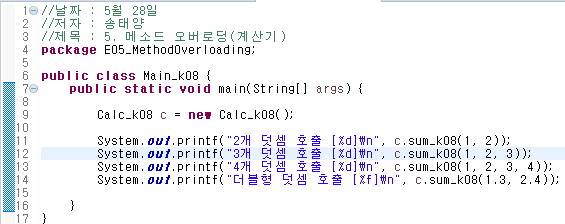 1 //날짜 : 5월 28일
2 //저자 : 송태양
3 //제목 : 5. 메소드 오버로딩(계산기)
4 package E05_MethodOverloading;
5
6 public class Main_k08 {
7 public static void main(String[] args) {
8
9 Calc_k08 c = new Calc_k08();
10
11 System.out.printf("2개 덧셈 호출 [%d]₩n", c.sum_k08(1, 2));
12 System.out.printf("3개 덧셈 호출 [%d]₩n", c.sum_k08(1, 2, 3));
13 System.out.printf("4개 덧셈 호출 [%d]₩n", c.sum_k08(1, 2, 3, 4));
14 System.out.printf("더블형 덧셈 호출 [%f]₩n", c.sum_k08(1.3, 2.4));
15
16 }
17 }